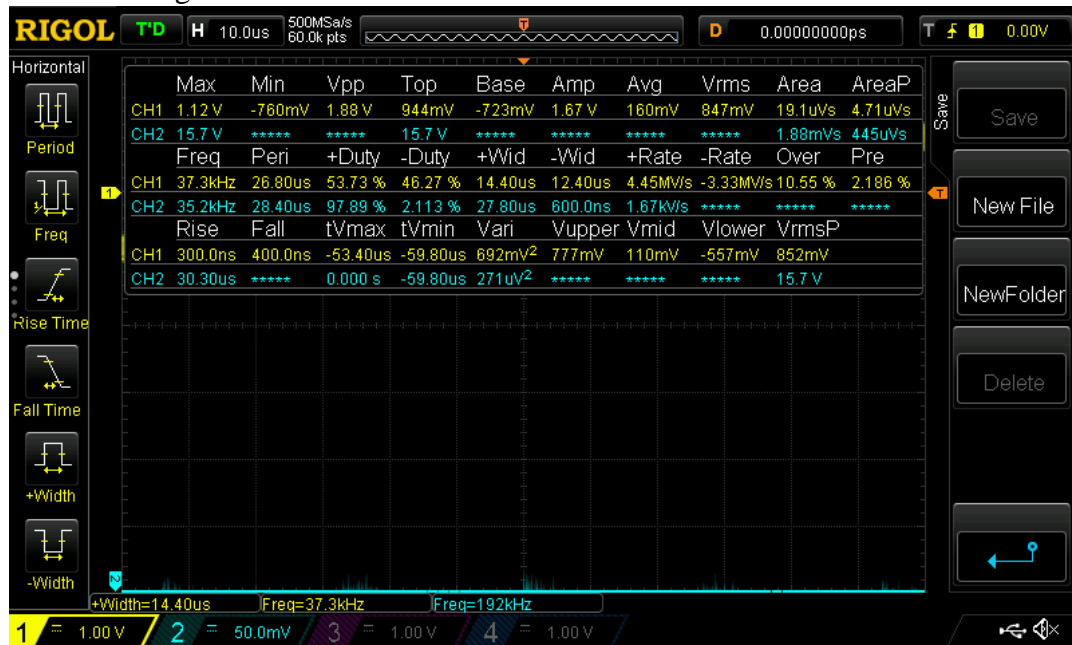 RIGOL T'D H 10.0us 500MSa/s 60.0k pts D 0.00000000ps T 1 0.00V
Horizontal
Period
Freq
Rise Time
Fall Time
+Width
-Width
Max Min Vpp Top Base Amp Avg Vrms Area AreaP
CH1 1.12 V -760mV 1.88 V 944mV -723mV 1.67 V 160mV 847mV 19.1uVs 4.71uVs
CH2 15.7 V ***** ***** 15.7 V ***** ***** ***** ***** 1.88mVs 445uVs
Freq Peri +Duty -Duty +Wid -Wid +Rate -Rate Over Pre
CH1 37.3kHz 26.80us 53.73 % 46.27 % 14.40us 12.40us 4.45MV/s -3.33MV/s 10.55 % 2.186 %
CH2 35.2kHz 28.40us 97.89 % 2.113 % 27.80us 600.0ns 1.67kV/s ***** ***** *****
Rise Fall tVmax tVmin Vari Vupper Vmid Vlower VrmsP
CH1 300.0ns 400.0ns -53.40us -59.80us 692mV² 777mV 110mV -557mV 852mV
CH2 30.30us ***** 0.000 s -59.80us 271uV² ***** ***** ***** 15.7 V
1
T
2
+Width=14.40us Freq=37.3kHz Freq=192kHz
1 = 1.00 V 2 = 50.0mV 3 = 1.00 V 4 = 1.00 V
Save
Save
New File
NewFolder
Delete